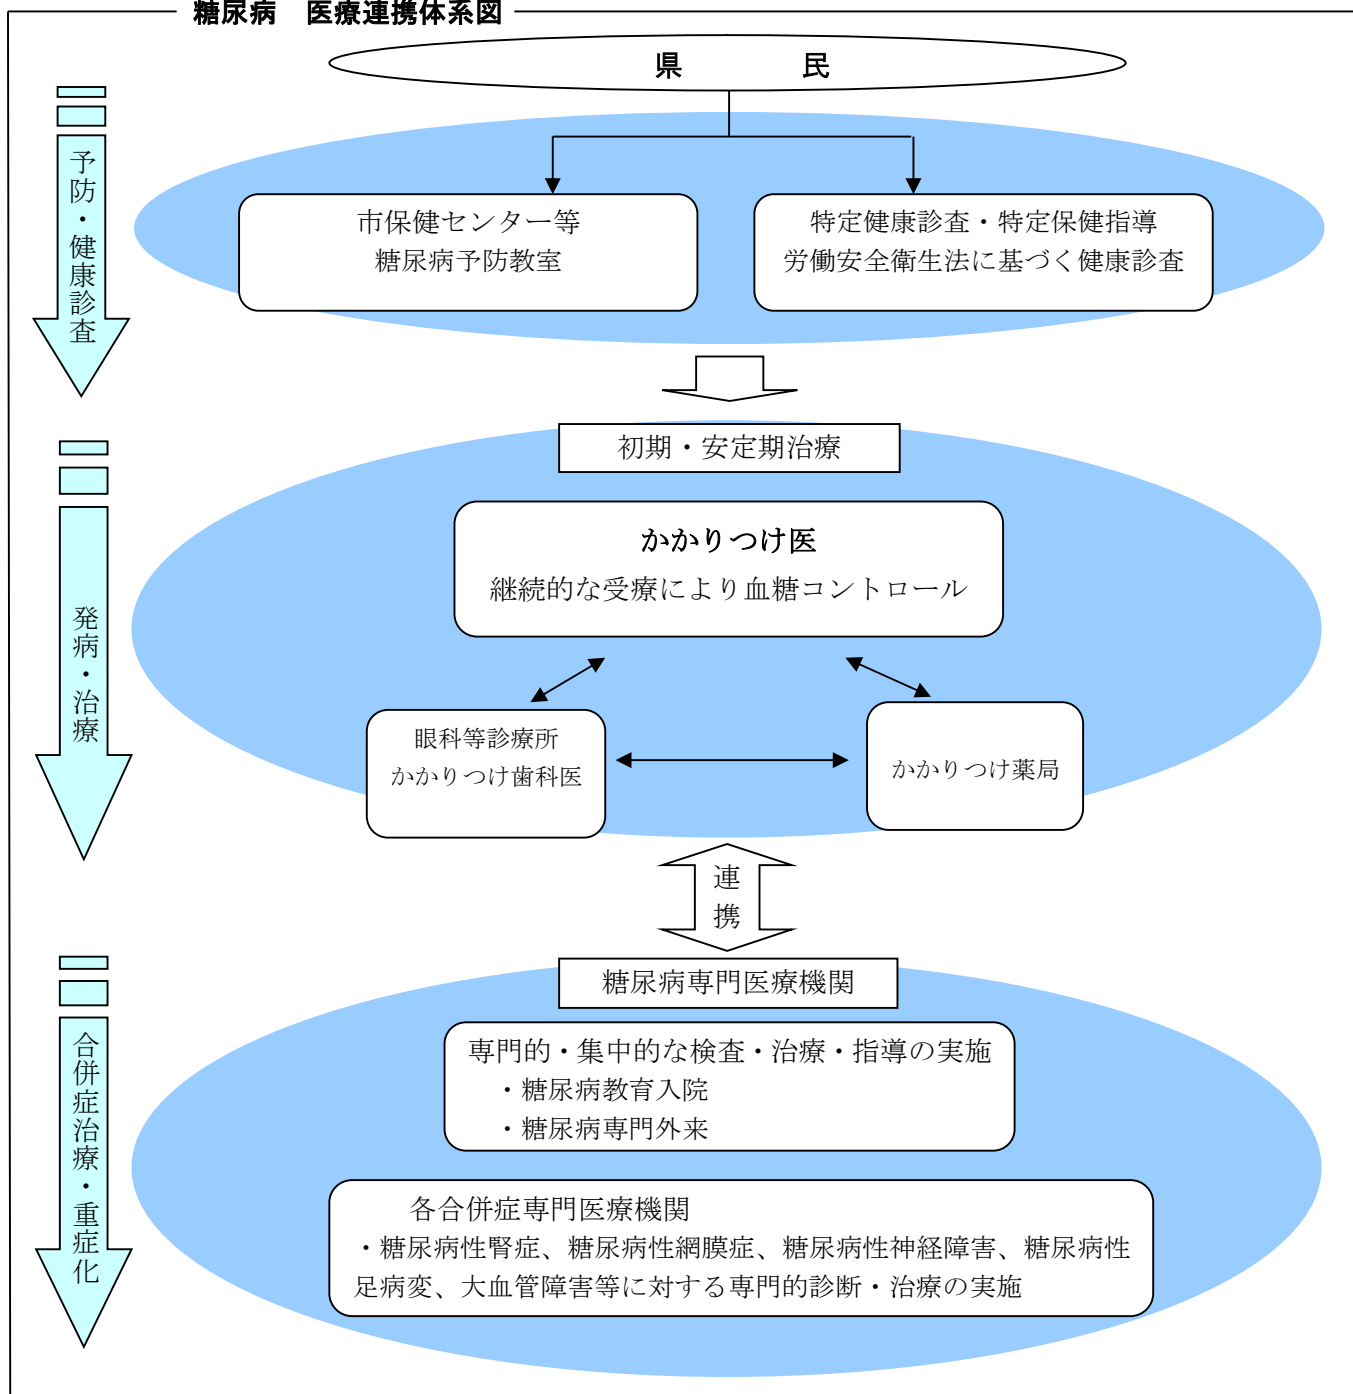 糖尿病　医療連携体系図
県　　　　民
予防・健康診査
市保健センター等
糖尿病予防教室
特定健康診査・特定保健指導
労働安全衛生法に基づく健康診査
発病・治療
初期・安定期治療
かかりつけ医
継続的な受療により血糖コントロール
眼科等診療所
かかりつけ歯科医
かかりつけ薬局
連携
合併症治療・重症化
糖尿病専門医療機関
専門的・集中的な検査・治療・指導の実施
・糖尿病教育入院
・糖尿病専門外来
各合併症専門医療機関
・糖尿病性腎症、糖尿病性網膜症、糖尿病性神経障害、糖尿病性
足病変、大血管障害等に対する専門的診断・治療の実施